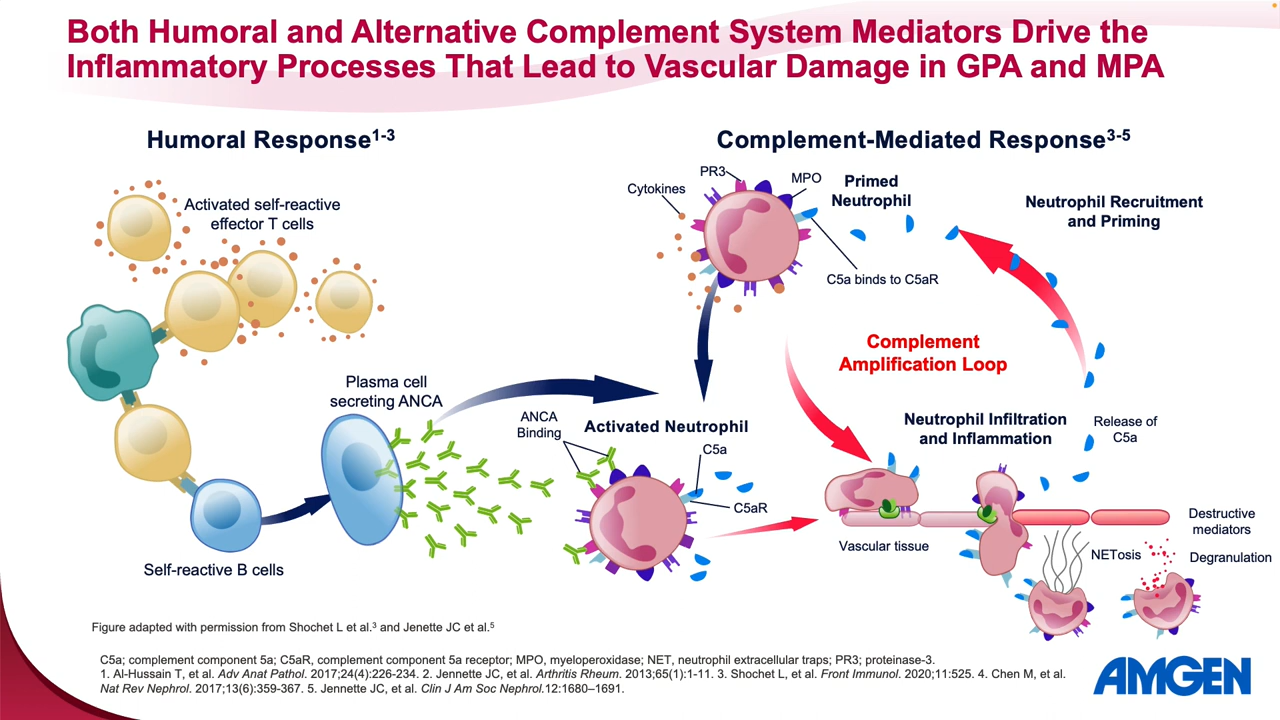 Both Humoral and Alternative Complement System Mediators Drive the
Inflammatory Processes That Lead to Vascular Damage in GPA and MPA
Humoral Response1-3
Activated self-reactive
effector T cells
Plasma cell
secreting ANCA
Self-reactive B cells
Complement-Mediated Response3-5
PR3
MPO
Cytokines
Primed
Neutrophil
C5a binds to C5aR
Neutrophil Recruitment
and Priming
Complement
Amplification Loop
ANCA
Binding
Activated Neutrophil
C5a
C5aR
Neutrophil Infiltration
and Inflammation
Release of
C5a
Vascular tissue
NETosis
Destructive
mediators
Degranulation
Figure adapted with permission from Shochet L et al.3 and Jenette JC et al.5
C5a; complement component 5a; C5aR, complement component 5a receptor; MPO, myeloperoxidase; NET, neutrophil extracellular traps; PR3; proteinase-3.
1. Al-Hussain T, et al. Adv Anat Pathol. 2017;24(4):226-234. 2. Jennette JC, et al. Arthritis Rheum. 2013;65(1):1-11. 3. Shochet L, et al. Front Immunol. 2020;11:525. 4. Chen M, et al.
Nat Rev Nephrol. 2017;13(6):359-367. 5. Jennette JC, et al. Clin J Am Soc Nephrol.12:1680–1691.
AMGEN